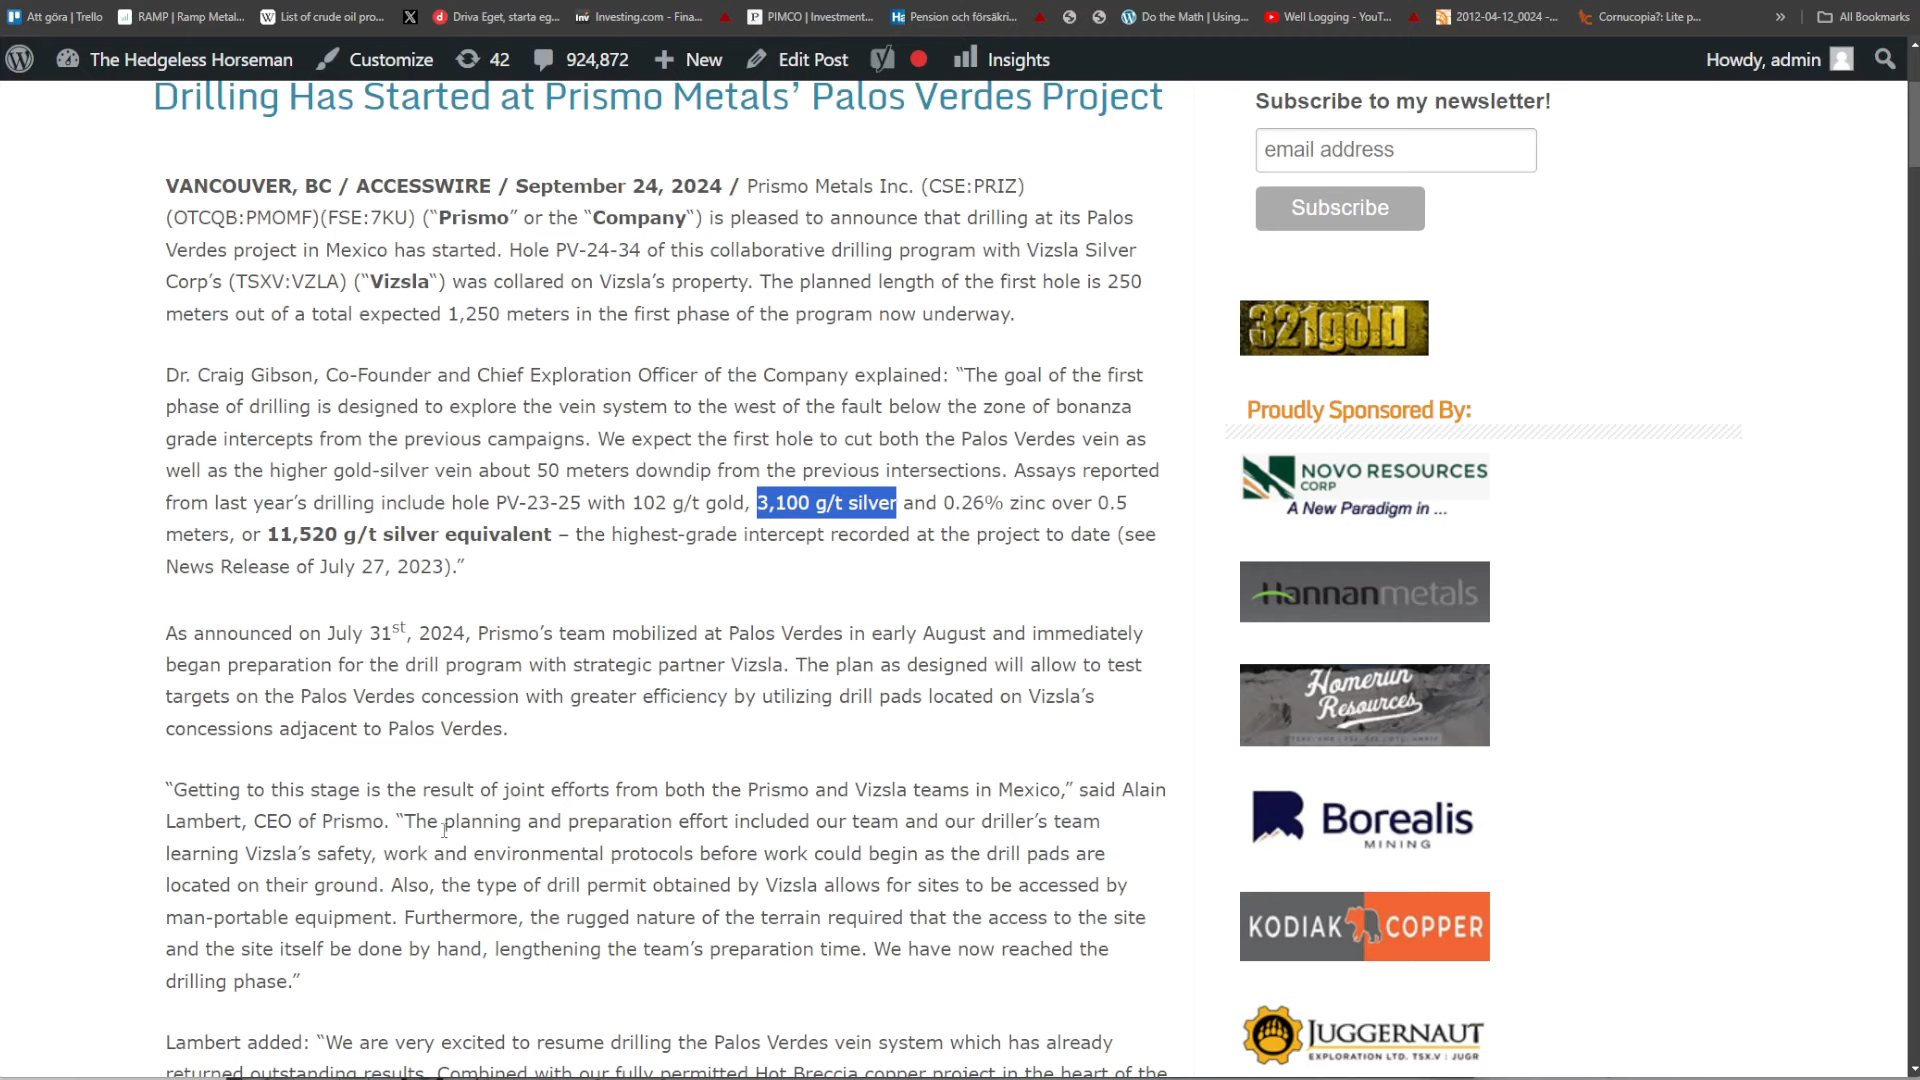 Att göra | Trello
RAMP | Ramp Metal...
List of crude oil pro...
Driva Eget, starta eg...
Investing.com - Fina...
PIMCO | Investment...
Pension och försäkri...
Do the Math | Using...
Well Logging - YouT...
2012-04-12_0024 -...
Cornucopia?: Lite p...
»
All Bookmarks
The Hedgeless Horseman
Customize
42
924,872
New
Edit Post
Insights
Howdy, admin
Drilling Has Started at Prismo Metals’ Palos Verdes Project
VANCOUVER, BC / ACCESSWIRE / September 24, 2024 / Prismo Metals Inc. (CSE:PRIZ)
(OTCQB:PMOMF)(FSE:7KU) (“Prismo” or the “Company“) is pleased to announce that drilling at its Palos
Verdes project in Mexico has started. Hole PV-24-34 of this collaborative drilling program with Vizsla Silver
Corp’s (TSXV:VZLA) (“Vizsla“) was collared on Vizsla’s property. The planned length of the first hole is 250
meters out of a total expected 1,250 meters in the first phase of the program now underway.
Dr. Craig Gibson, Co-Founder and Chief Exploration Officer of the Company explained: “The goal of the first
phase of drilling is designed to explore the vein system to the west of the fault below the zone of bonanza
grade intercepts from the previous campaigns. We expect the first hole to cut both the Palos Verdes vein as
well as the higher gold-silver vein about 50 meters downdip from the previous intersections. Assays reported
from last year’s drilling include hole PV-23-25 with 102 g/t gold, 3,100 g/t silver and 0.26% zinc over 0.5
meters, or 11,520 g/t silver equivalent – the highest-grade intercept recorded at the project to date (see
News Release of July 27, 2023).”
As announced on July 31st, 2024, Prismo’s team mobilized at Palos Verdes in early August and immediately
began preparation for the drill program with strategic partner Vizsla. The plan as designed will allow to test
targets on the Palos Verdes concession with greater efficiency by utilizing drill pads located on Vizsla’s
concessions adjacent to Palos Verdes.
“Getting to this stage is the result of joint efforts from both the Prismo and Vizsla teams in Mexico,” said Alain
Lambert, CEO of Prismo. “The planning and preparation effort included our team and our driller’s team
learning Vizsla’s safety, work and environmental protocols before work could begin as the drill pads are
located on their ground. Also, the type of drill permit obtained by Vizsla allows for sites to be accessed by
man-portable equipment. Furthermore, the rugged nature of the terrain required that the access to the site
and the site itself be done by hand, lengthening the team’s preparation time. We have now reached the
drilling phase.”
Lambert added: “We are very excited to resume drilling the Palos Verdes vein system which has already
returned outstanding results. Combined with our fully permitted Hot Breccia copper project in the heart of the
Subscribe to my newsletter!
email address
Subscribe
321gold
Proudly Sponsored By:
NOVO RESOURCES
CORP
A New Paradigm in ...
Hannanmetals
Homerun
Resources
Borealis
MINING
KODIAK COPPER
JUGGERNAUT
EXPLORATION LTD. TSX.V : JUGR